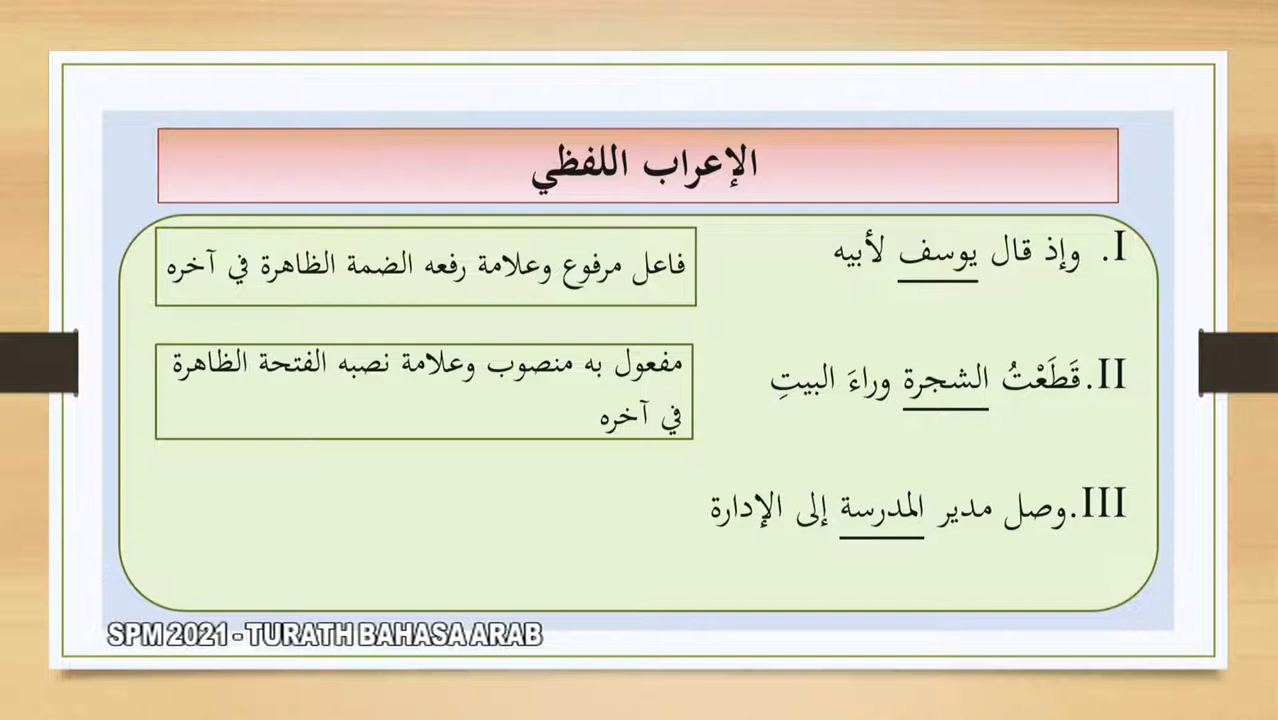 الإعراب اللفظي
I. وإذ قال يوسف لأبيه
فاعل مرفوع وعلامة رفعه الضمة الظاهرة في آخره
II. قَطَعْتُ الشجرة وراءَ البيتِ
مفعول به منصوب وعلامة نصبه الفتحة الظاهرة
في آخره
III. وصل مدير المدرسة إلى الإدارة
SPM 2021 - TURATH BAHASA ARAB